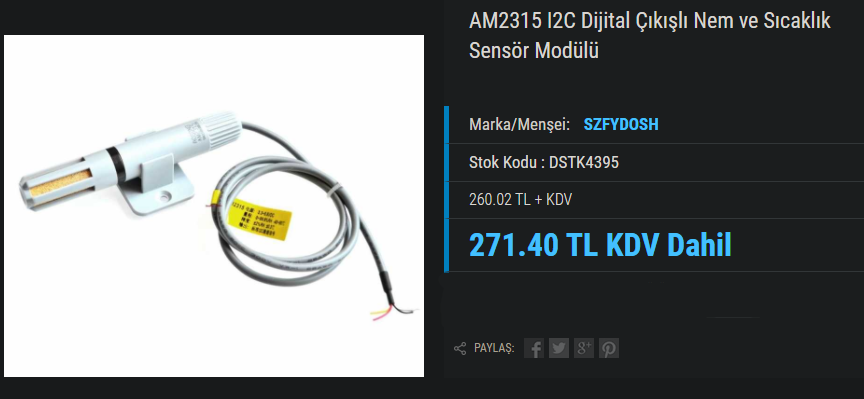 AM2315 I2C Dijital Çıkışlı Nem ve Sıcaklık
Sensör Modülü
Marka/Menşei: SZFYDOSH
Stok Kodu : DSTK4395
260.02 TL + KDV
271.40 TL KDV Dahil
PAYLAŞ: